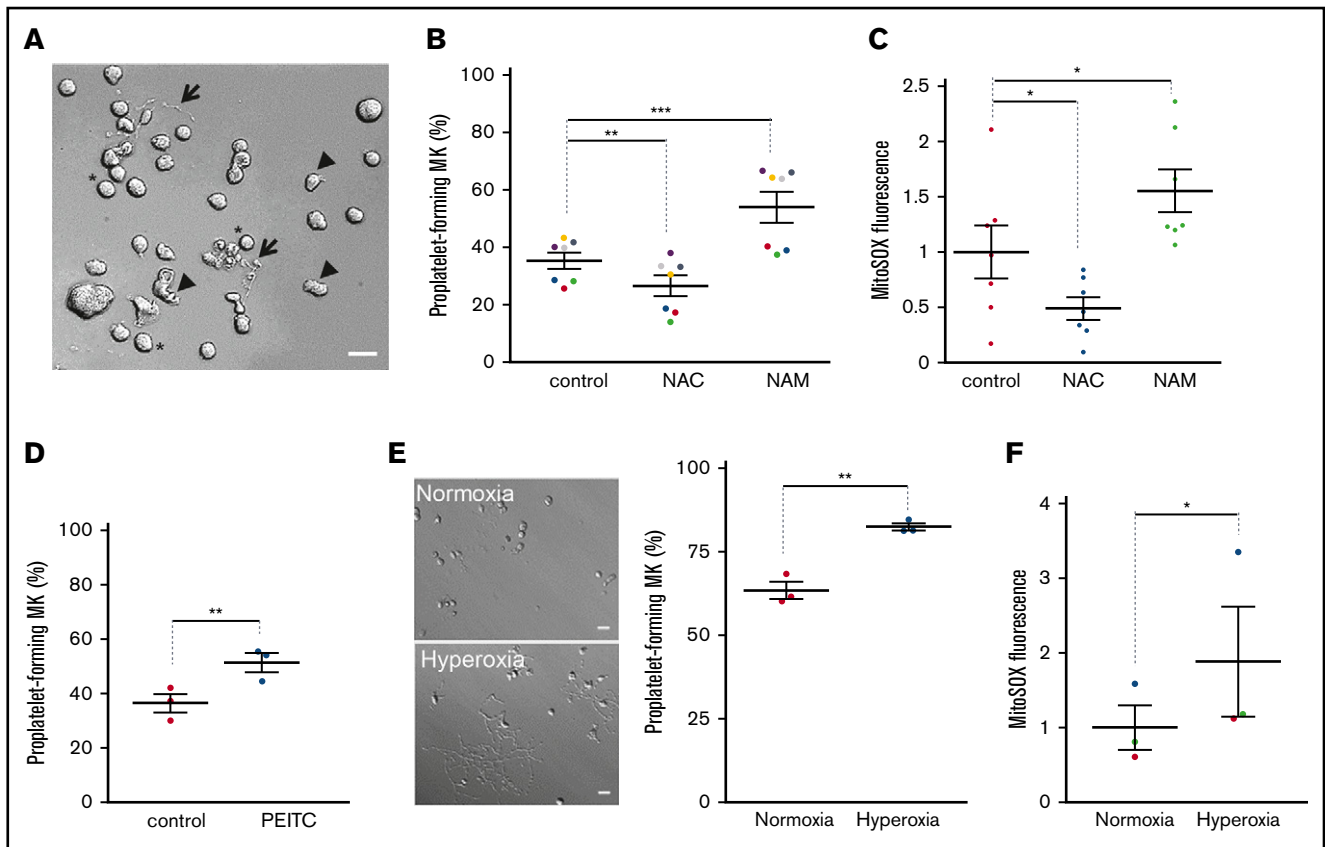 A
*
*
*
B
Proplatelet-forming MK (%)
100
80
60
40
20
0
***
**
control NAC NAM
C
MitoSOX fluorescence
2.5
2
1.5
1
0.5
0
*
*
control NAC NAM
D
Proplatelet-forming MK (%)
100
80
60
40
20
0
**
control PEITC
E
Normoxia
Hyperoxia
Proplatelet-forming MK (%)
100
75
50
25
0
**
Normoxia Hyperoxia
F
MitoSOX fluorescence
4
3
2
1
0
*
Normoxia Hyperoxia